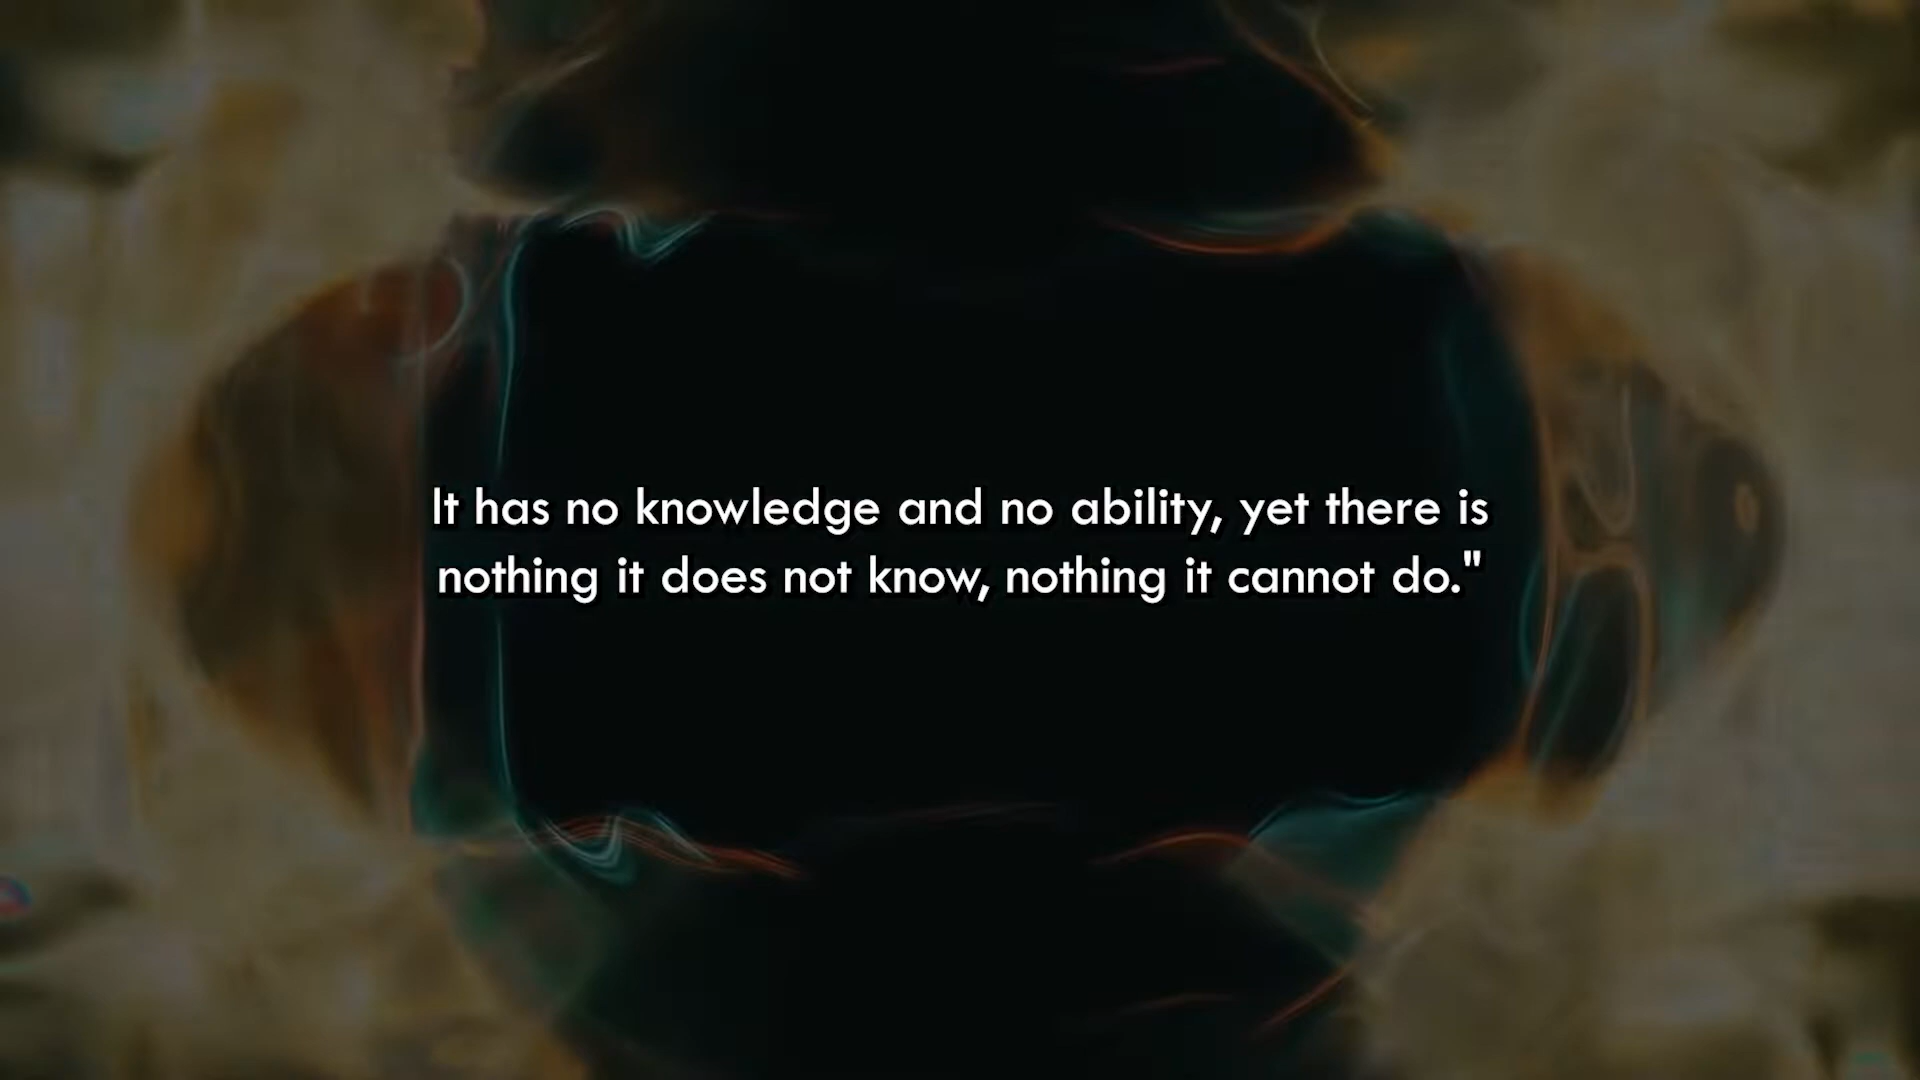 It has no knowledge and no ability, yet there is
nothing it does not know, nothing it cannot do."